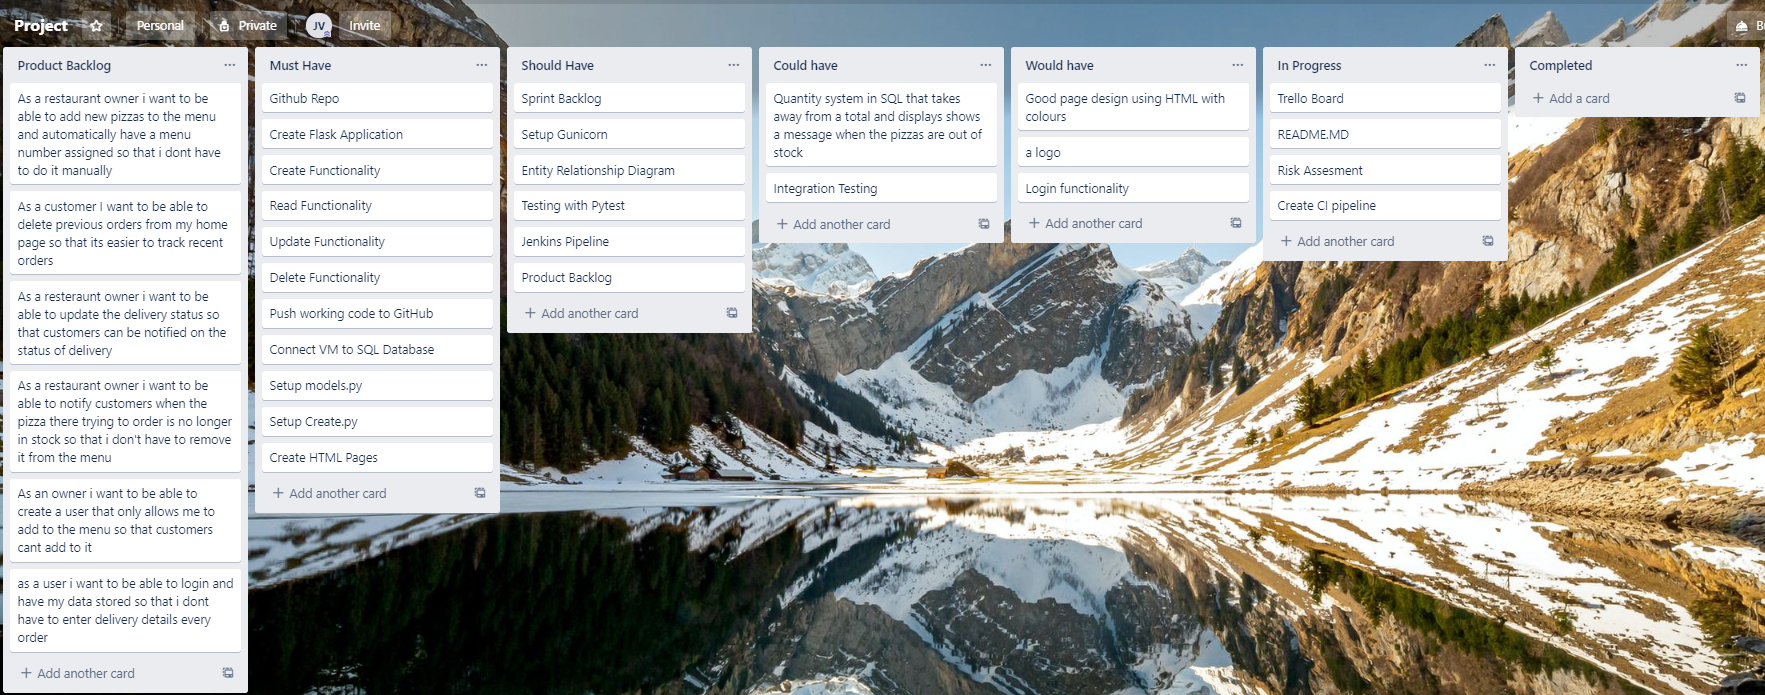 Project
Personal
Private
JV
Invite
Product Backlog
As a restaurant owner i want to be
able to add new pizzas to the menu
and automatically have a menu
number assigned so that i dont have
to do it manually
As a customer I want to be able to
delete previous orders from my home
page so that its easier to track recent
orders
As a resteraunt owner i want to be
able to update the delivery status so
that customers can be notified on the
status of delivery
As a restaurant owner i want to be
able to notify customers when the
pizza there trying to order is no longer
in stock so that i don't have to remove
it from the menu
As an owner i want to be able to
create a user that only allows me to
add to the menu so that customers
cant add to it
as a user i want to be able to login and
have my data stored so that i dont
have to enter delivery details every
order
+ Add another card
Must Have
Github Repo
Create Flask Application
Create Functionality
Read Functionality
Update Functionality
Delete Functionality
Push working code to GitHub
Connect VM to SQL Database
Setup models.py
Setup Create.py
Create HTML Pages
+ Add another card
Should Have
Sprint Backlog
Setup Gunicorn
Entity Relationship Diagram
Testing with Pytest
Jenkins Pipeline
Product Backlog
+ Add another card
Could have
Quantity system in SQL that takes
away from a total and displays shows
a message when the pizzas are out of
stock
Integration Testing
+ Add another card
Would have
Good page design using HTML with
colours
a logo
Login functionality
+ Add another card
In Progress
Trello Board
README.MD
Risk Assesment
Create CI pipeline
+ Add another card
Completed
+ Add a card